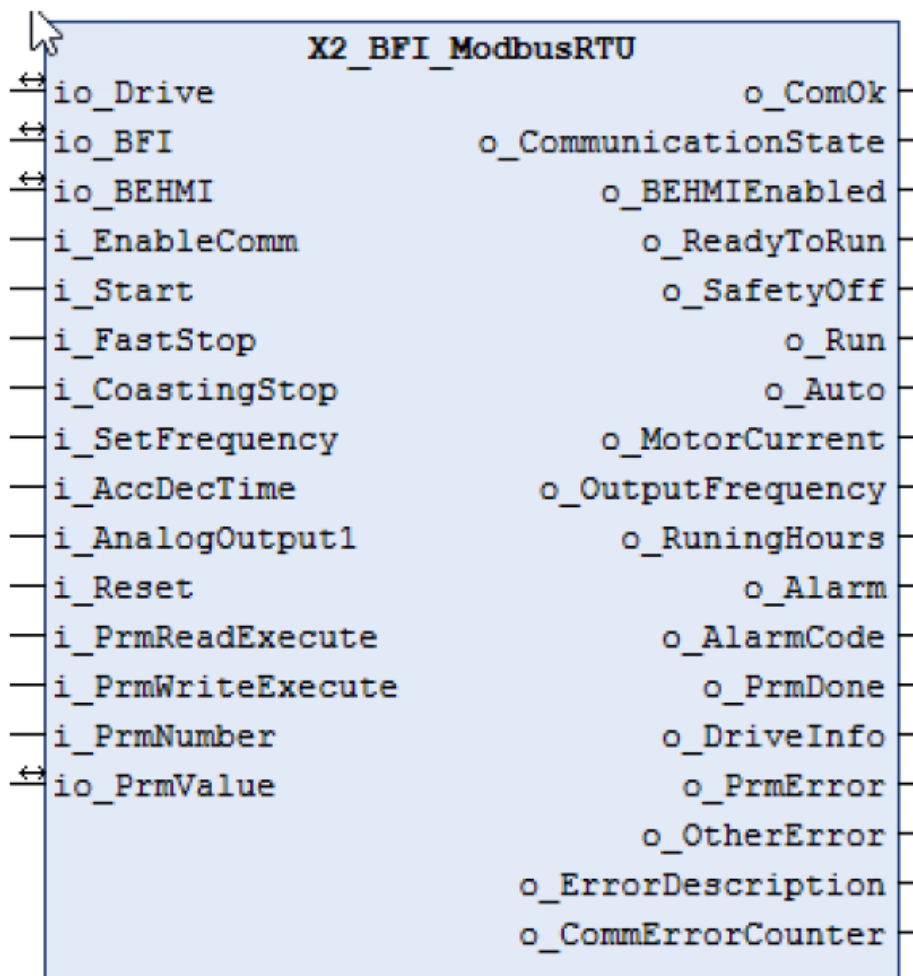 X2_BFI_ModbusRTU
io_Drive o_ComOk
io_BFI o_CommunicationState
io_BEHMI o_BEHMIEnabled
i_EnableComm o_ReadyToRun
i_Start o_SafetyOff
i_FastStop o_Run
i_CoastingStop o_Auto
i_SetFrequency o_MotorCurrent
i_AccDecTime o_OutputFrequency
i_AnalogOutput1 o_RuningHours
i_Reset o_Alarm
i_PrmReadExecute o_AlarmCode
i_PrmWriteExecute o_PrmDone
i_PrmNumber o_DriveInfo
io_PrmValue o_PrmError
o_OtherError
o_ErrorDescription
o_CommErrorCounter